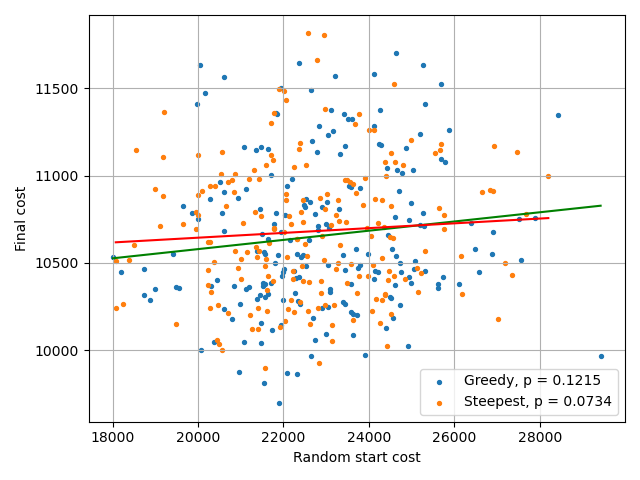 11500
11000
10500
10000
Final cost
18000 20000 22000 24000 26000 28000
Random start cost
Greedy, p = 0.1215
Steepest, p = 0.0734